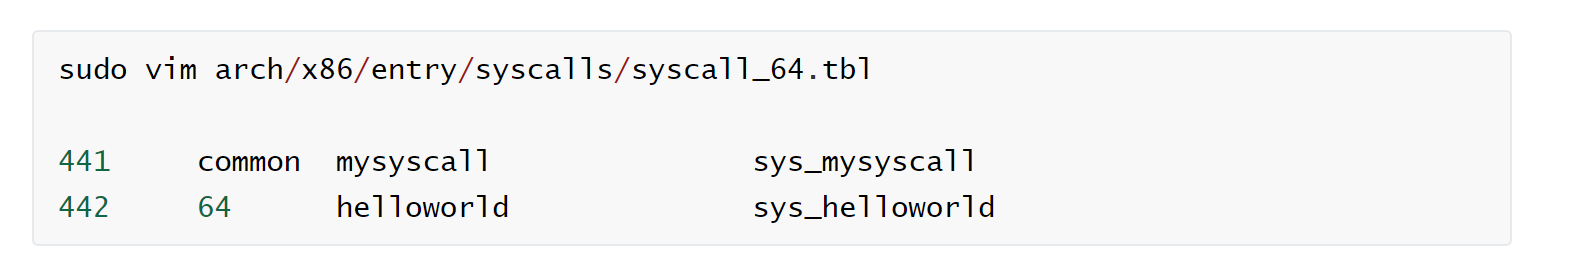 sudo vim arch/x86/entry/syscalls/syscall_64.tbl
441     common  mysyscall               sys_mysyscall
442     64      helloworld              sys_helloworld